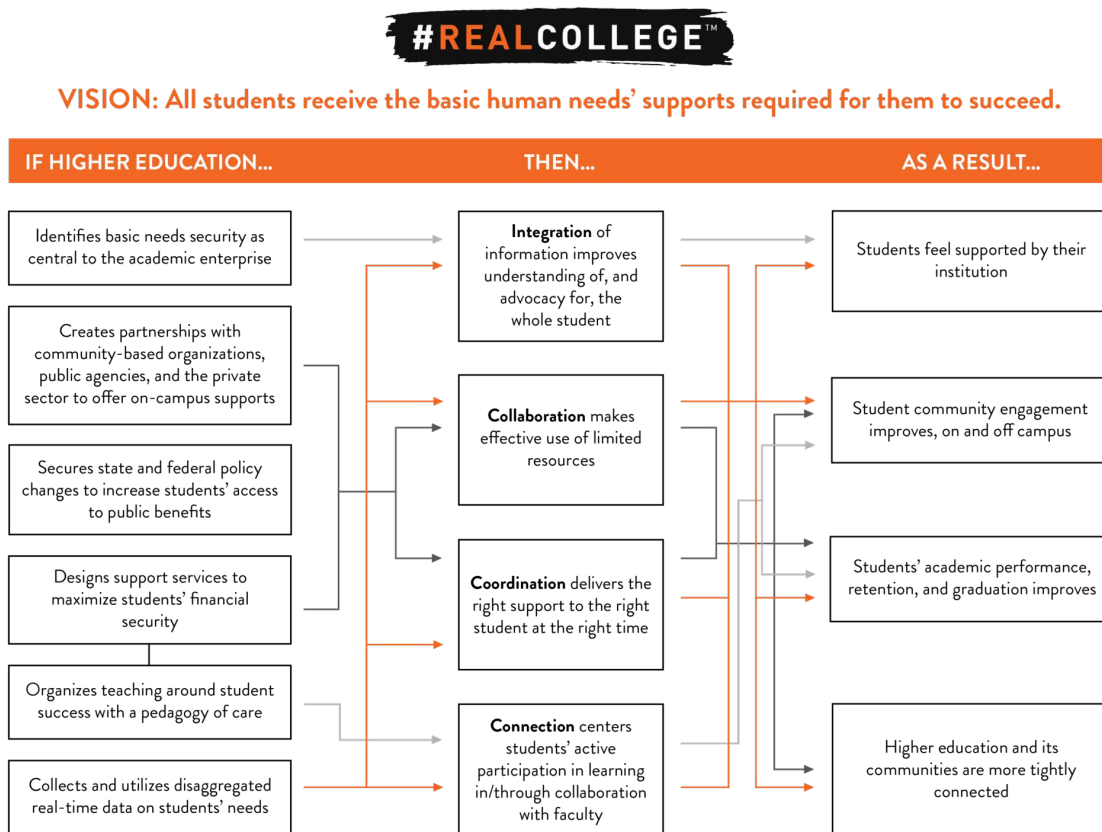 #REALCOLLEGE™
VISION: All students receive the basic human needs’ supports required for them to succeed.
IF HIGHER EDUCATION...
THEN...
AS A RESULT...
Identifies basic needs security as
central to the academic enterprise
Creates partnerships with
community-based organizations,
public agencies, and the private
sector to offer on-campus supports
Secures state and federal policy
changes to increase students’ access
to public benefits
Designs support services to
maximize students’ financial
security
Organizes teaching around student
success with a pedagogy of care
Collects and utilizes disaggregated
real-time data on students’ needs
Integration of
information improves
understanding of, and
advocacy for, the
whole student
Collaboration makes
effective use of limited
resources
Coordination delivers the
right support to the right
student at the right time
Connection centers
students’ active
participation in learning
in/through collaboration
with faculty
Students feel supported by their
institution
Student community engagement
improves, on and off campus
Students’ academic performance,
retention, and graduation improves
Higher education and its
communities are more tightly
connected